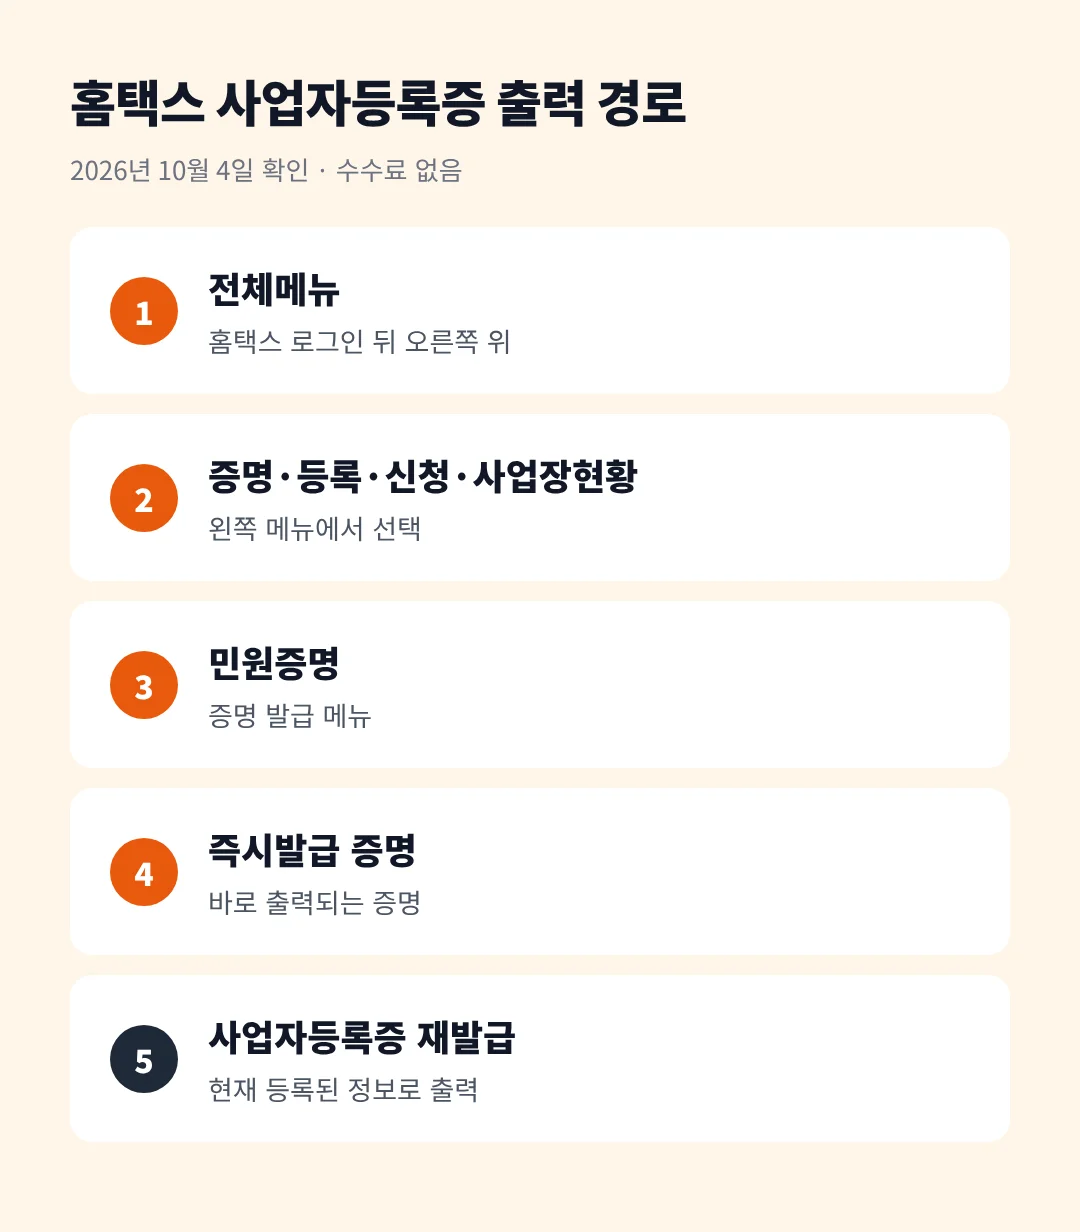 홈택스 사업자등록증 출력 경로
2026년 10월 4일 확인 · 수수료 없음
1
전체메뉴
홈택스 로그인 뒤 오른쪽 위
2
증명·등록·신청·사업장현황
왼쪽 메뉴에서 선택
3
민원증명
증명 발급 메뉴
4
즉시발급 증명
바로 출력되는 증명
5
사업자등록증 재발급
현재 등록된 정보로 출력